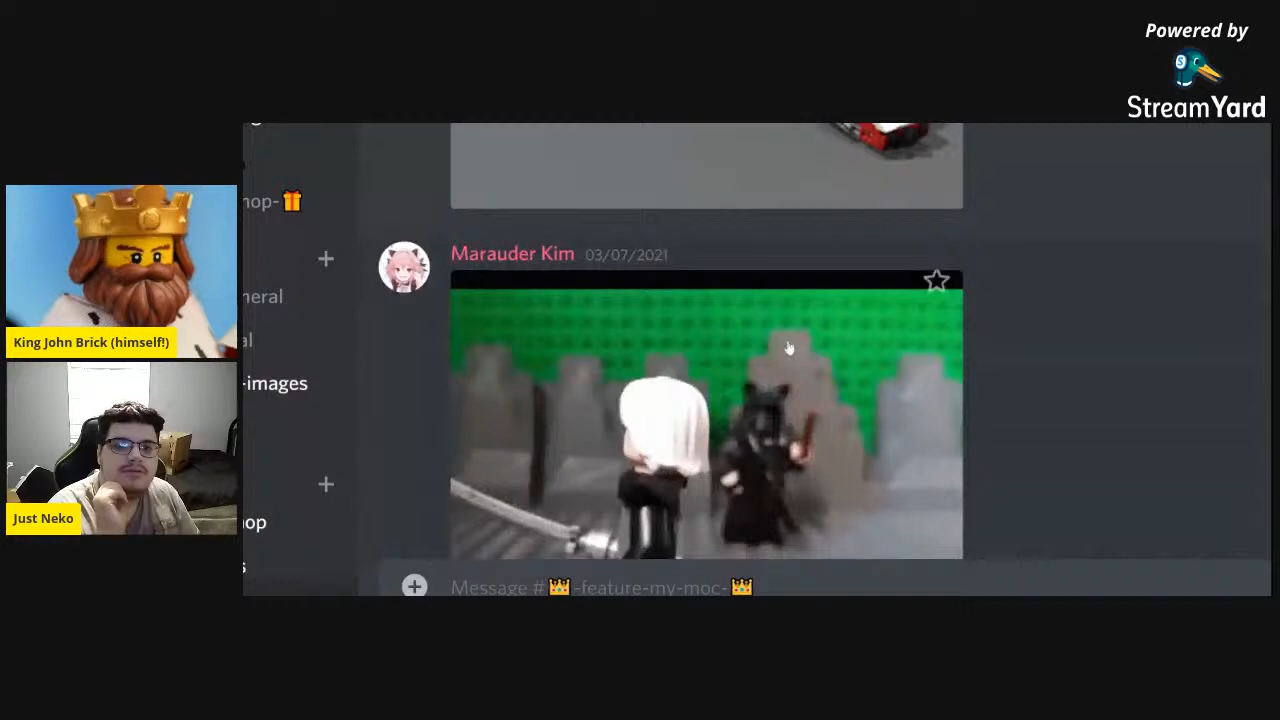 Powered by
StreamYard
hop-
Marauder Kim 03/07/2021
neral
al
-images
King John Brick (himself!)
Just Neko
op
s
Message # -feature-my-moc-